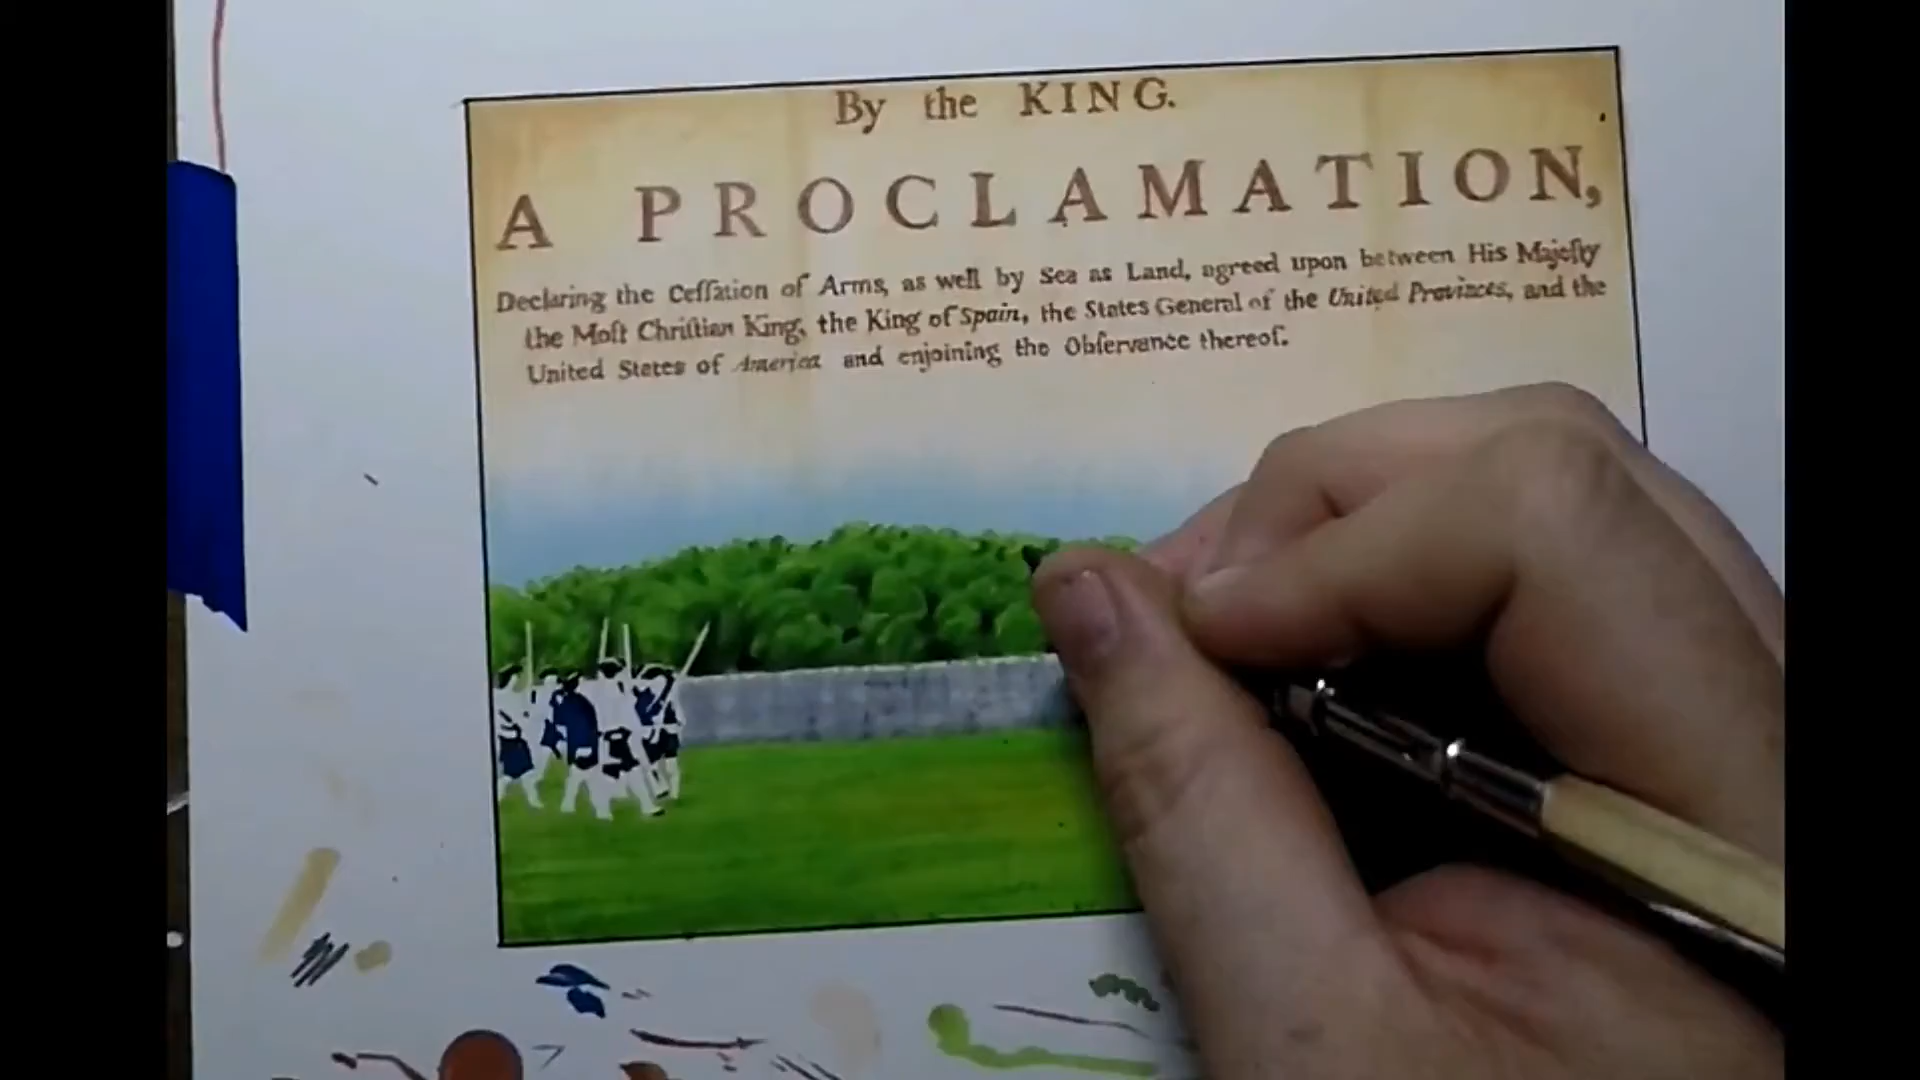 By the KING.
A PROCLAMATION,
Declaring the Ceſſation of Arms, as well by Sea as Land, agreed upon between His Majeſty
the Moſt Chriſtian King, the King of Spain, the States General of the United Provinces, and the
United States of America and enjoining the Obſervance thereof.